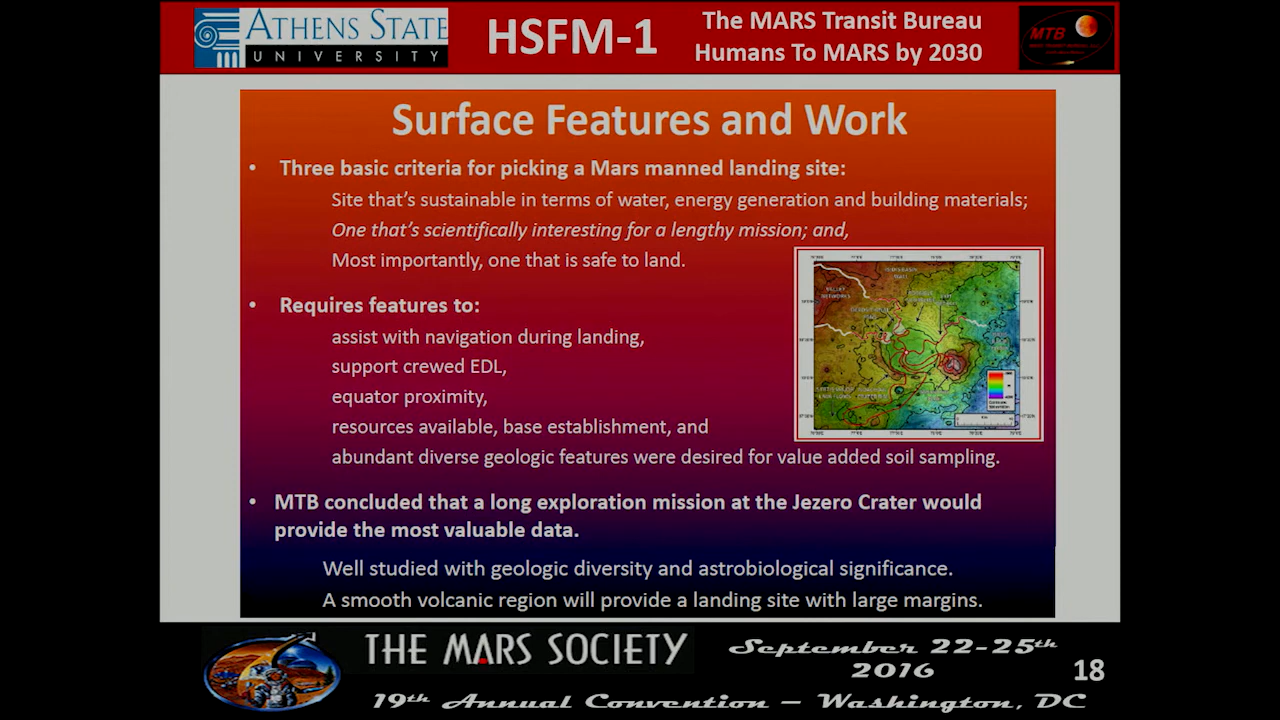 ATHENS STATE
UNIVERSITY
HSFM-1
The MARS Transit Bureau
Humans To MARS by 2030
MTB
Surface Features and Work
• Three basic criteria for picking a Mars manned landing site:
Site that's sustainable in terms of water, energy generation and building materials;
One that's scientifically interesting for a lengthy mission; and,
Most importantly, one that is safe to land.
• Requires features to:
assist with navigation during landing,
support crewed EDL,
equator proximity,
resources available, base establishment, and
abundant diverse geologic features were desired for value added soil sampling.
• MTB concluded that a long exploration mission at the Jezero Crater would
provide the most valuable data.
Well studied with geologic diversity and astrobiological significance.
A smooth volcanic region will provide a landing site with large margins.
THE MARS SOCIETY
September 22-25th
2016
18
19th Annual Convention – Washington, DC